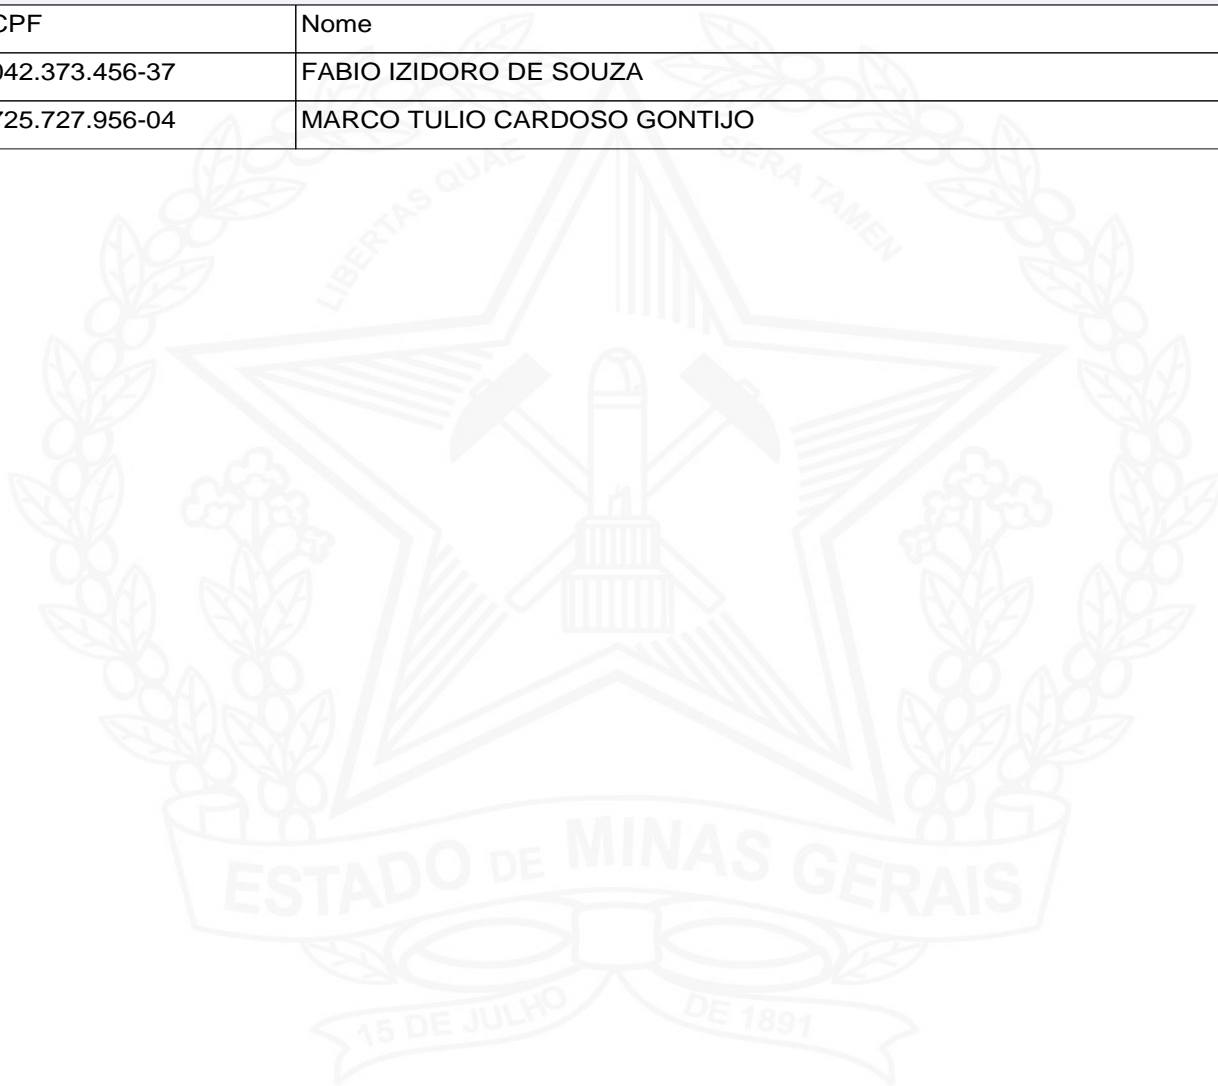 CPF Nome
042.373.456-37 FABIO IZIDORO DE SOUZA
725.727.956-04 MARCO TULIO CARDOSO GONTIJO
LIBERTAS QUAE SERA TAMEN
ESTADO DE MINAS GERAIS
15 DE JULHO DE 1891